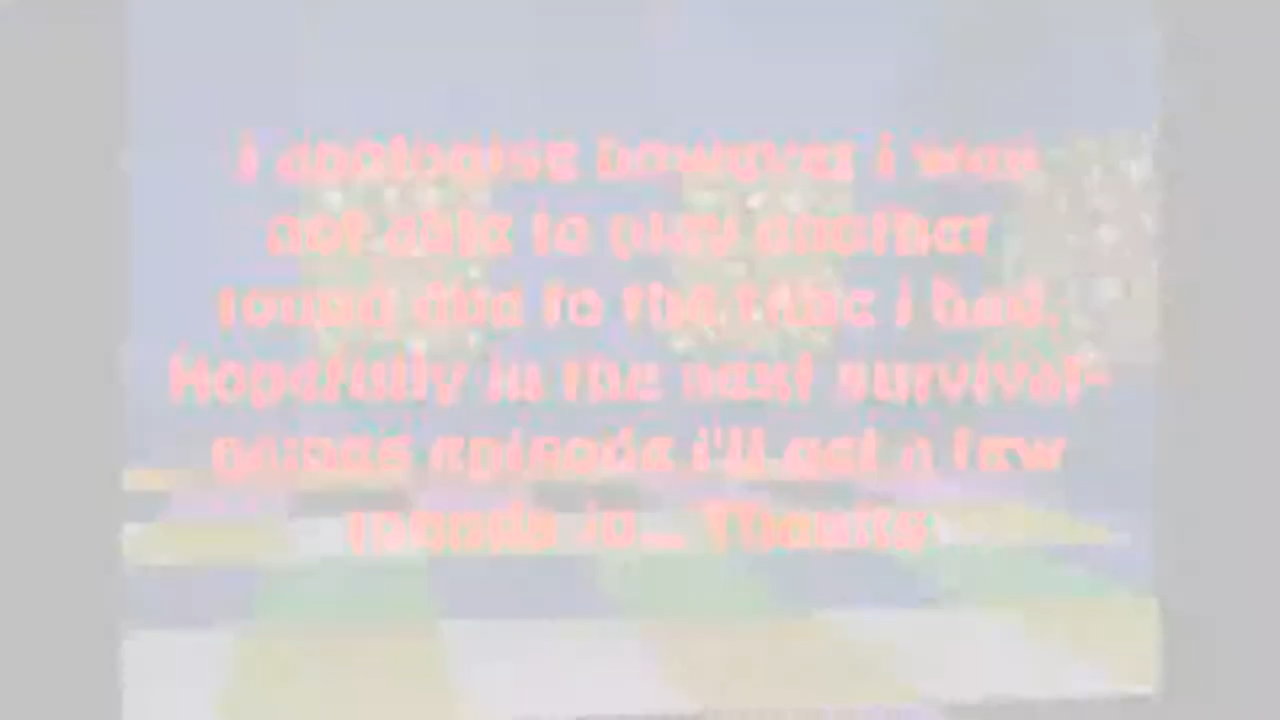 I apologise however i was
not able to play another
round due to the time i had.
Hopefully in the next survival-
games episode i'll get a few
rounds in... Thanks